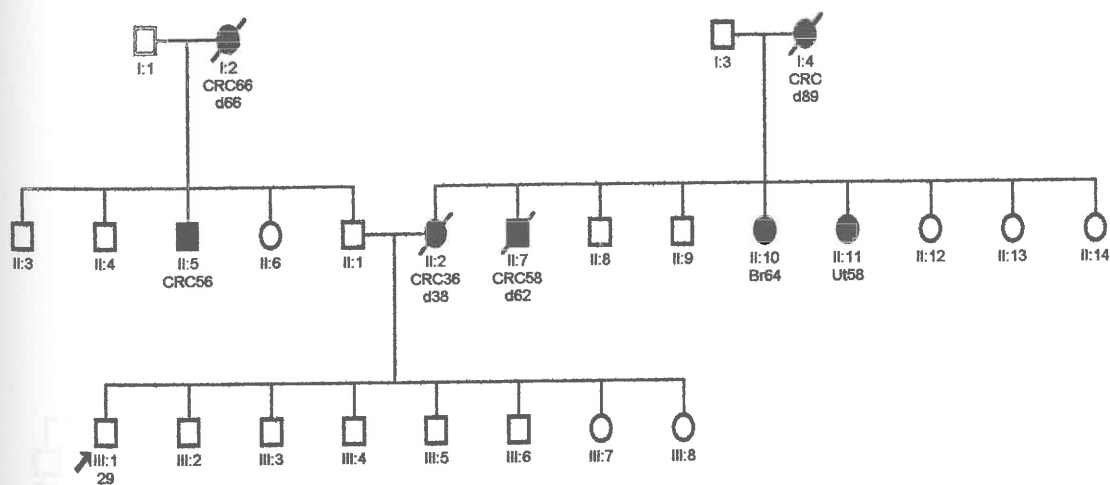 I:1
I:2
CRC66
d66
I:3
I:4
CRC
d89
II:3
II:4
II:5
CRC56
II:6
II:1
II:2
CRC36
d38
II:7
CRC58
d62
II:8
II:9
II:10
Br64
II:11
Ut58
II:12
II:13
II:14
III:1
29
III:2
III:3
III:4
III:5
III:6
III:7
III:8